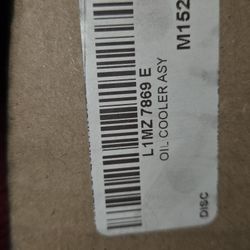 L1MZ 7869 E
OIL COOLER ASY
M152
DISC